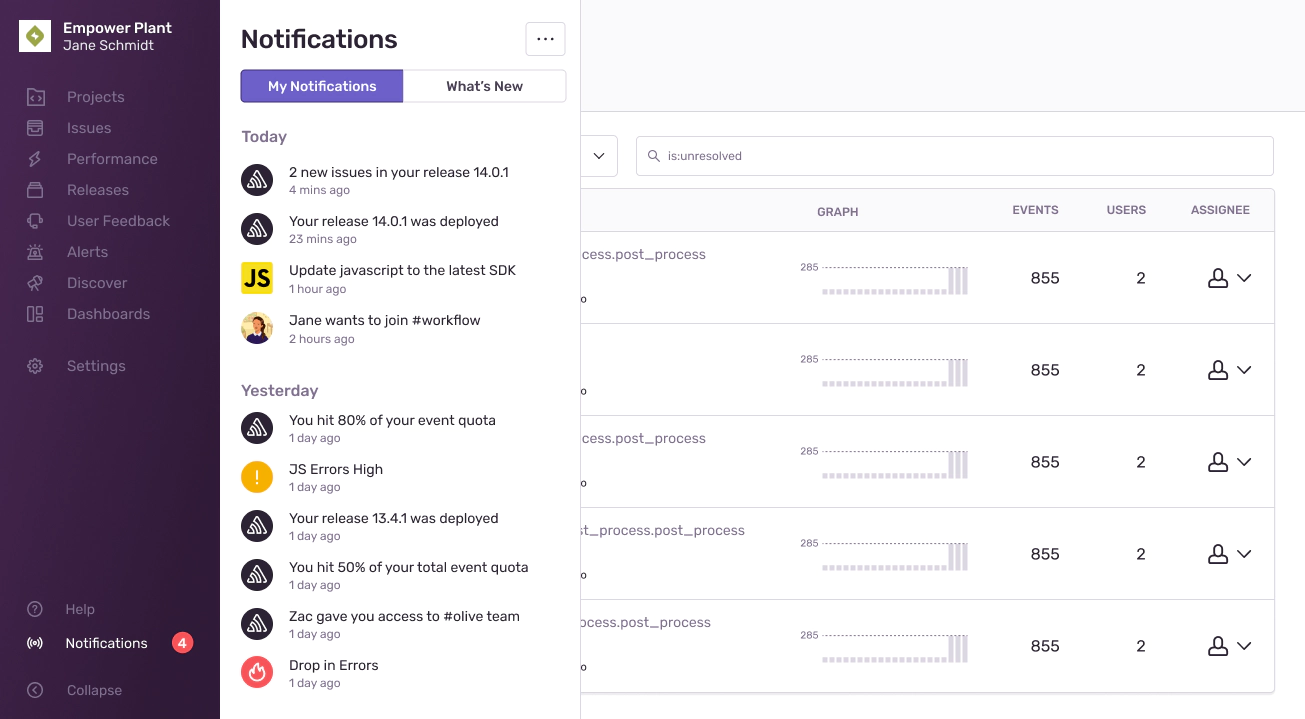 Empower Plant
Jane Schmidt
Projects
Issues
Performance
Releases
User Feedback
Alerts
Discover
Dashboards
Settings
Help
Notifications 4
Collapse
Notifications
My Notifications
What's New
Today
2 new issues in your release 14.0.1
4 mins ago
Your release 14.0.1 was deployed
23 mins ago
JS
Update javascript to the latest SDK
1 hour ago
Jane wants to join #workflow
2 hours ago
Yesterday
You hit 80% of your event quota
1 day ago
!
JS Errors High
1 day ago
Your release 13.4.1 was deployed
1 day ago
You hit 50% of your total event quota
1 day ago
Zac gave you access to #olive team
1 day ago
Drop in Errors
1 day ago
is:unresolved
GRAPH EVENTS USERS ASSIGNEE
cess.post_process
285 855 2
o
285 855 2
o
cess.post_process
285 855 2
o
st_process.post_process
285 855 2
o
ocess.post_process
285 855 2
o